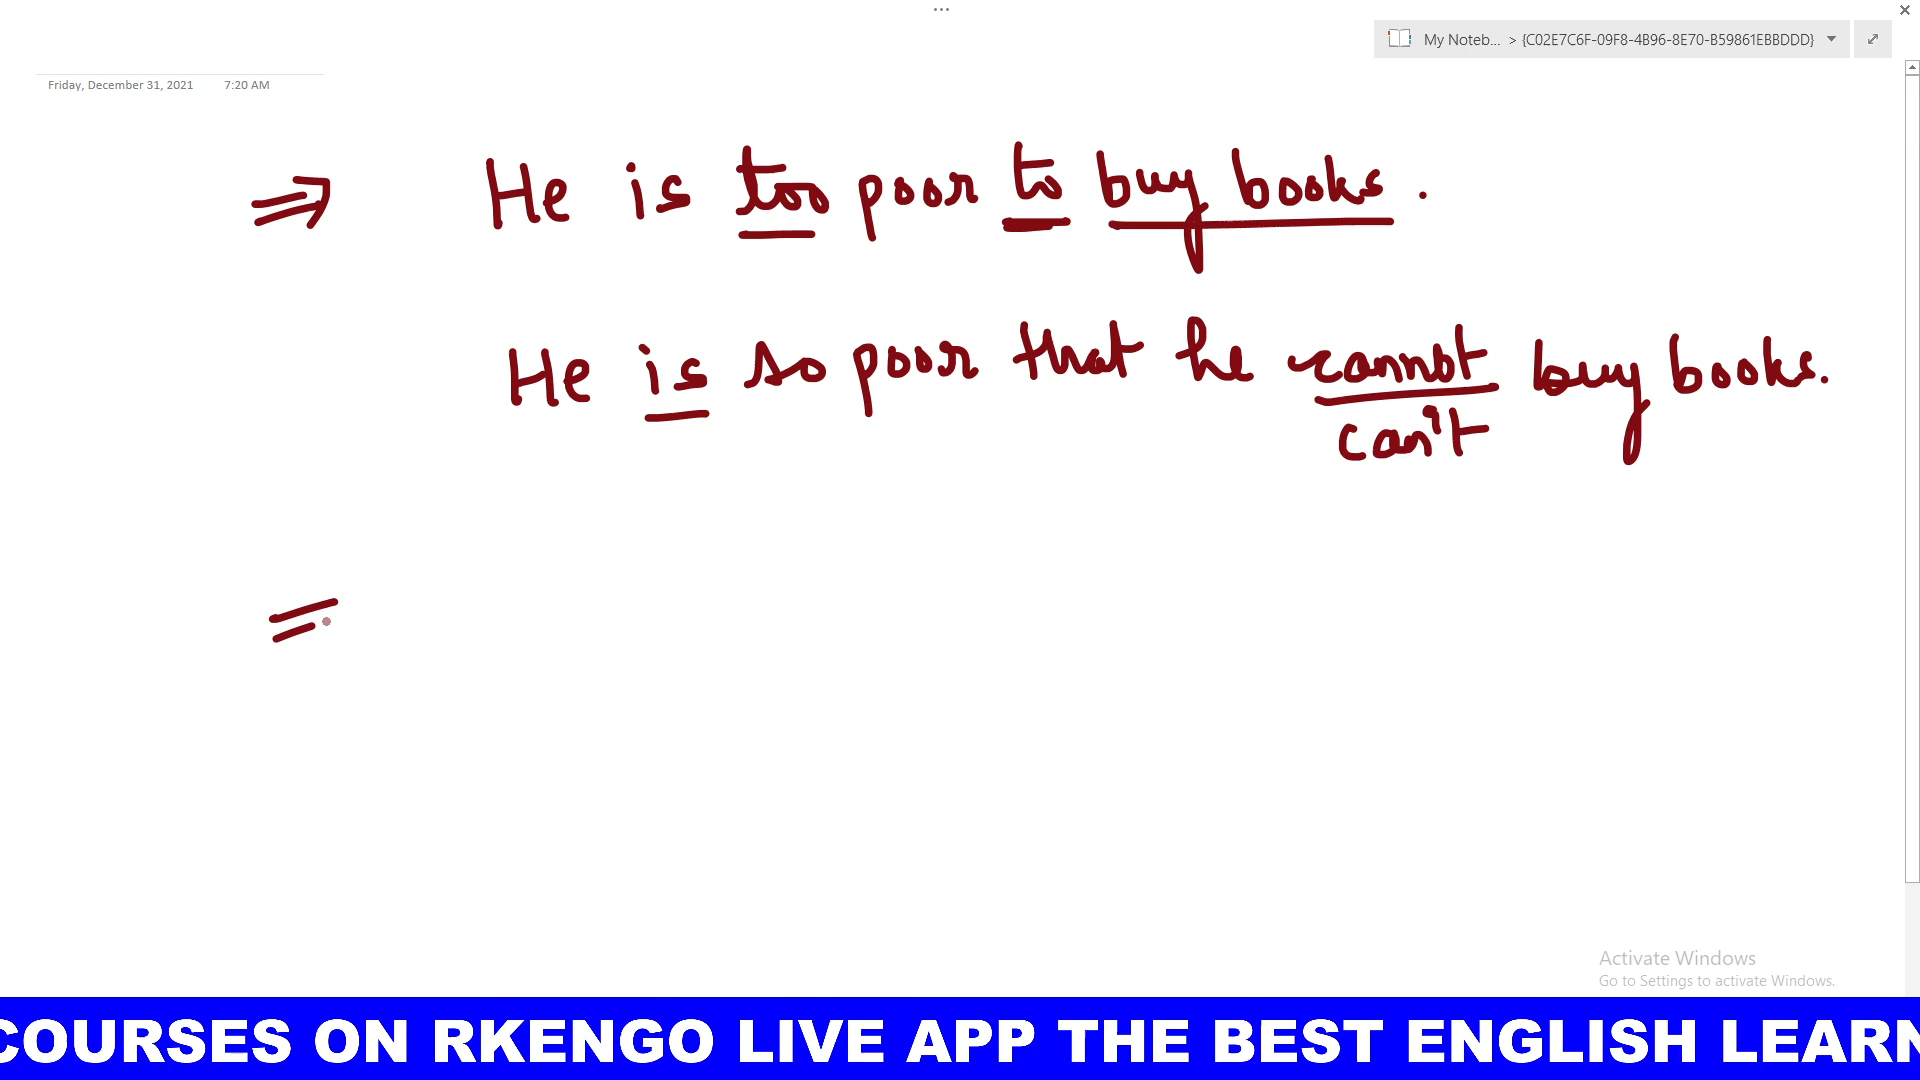 ...
×
My Noteb... > {C02E7C6F-09F8-4B96-8E70-B59861EBBDDD}
Friday, December 31, 2021 7:20 AM
⇒ He is too poor to buy books.
He is so poor that he cannot buy books.
can't
=
Activate Windows
Go to Settings to activate Windows.
COURSES ON RKENGO LIVE APP THE BEST ENGLISH LEARN